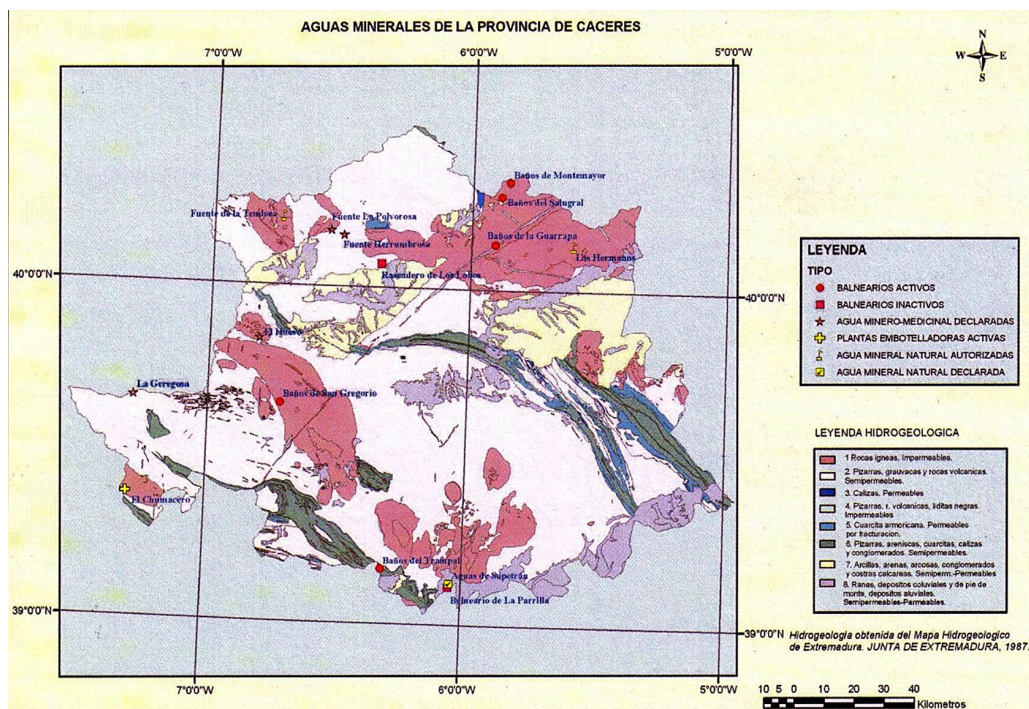 AGUAS MINERALES DE LA PROVINCIA DE CACERES
7°0'0"W
6°0'0"W
5°0'0"W
N
W
E
S
Baños de Montemayor
Baños del Salugral
Fuente de la Tendera
Fuente La Polvorosa
Fuente Herrumbrosa
Baños de la Guarrapa
Las Hermanos
Rasendero de Los Lobos
40°0'0"N
40°0'0"N
El Huevo
La Geregosa
Baños de San Gregorio
El Chumacero
Baños del Trampal
Aguas de Supetrán
Balneario de La Parrilla
39°0'0"N
39°0'0"N
7°0'0"W
6°0'0"W
5°0'0"W
LEYENDA
TIPO
BALNEARIOS ACTIVOS
BALNEARIOS INACTIVOS
AGUA MINERO-MEDICINAL DECLARADAS
PLANTAS EMBOTELLADORAS ACTIVAS
AGUA MINERAL NATURAL AUTORIZADAS
AGUA MINERAL NATURAL DECLARADA
LEYENDA HIDROGEOLOGICA
1 Rocas igneas. Impermeables.
2. Pizarras, grauvacas y rocas volcanicas.
Semipermeables.
3. Calizas. Permeables
4. Pizarras, r. volcanicas, liditas negras.
Impermeables
5. Cuarcita armoricana. Permeables
por fracturacion.
6. Pizarras, areniscas, cuarcitas, calizas
y conglomerados. Semipermeables.
7. Arcillas, arenas, arcosas, conglomerados
y costras calcareas. Semiperm.-Permeables
8. Ranas, depositos coluviales y de pie de
monte, depositos aluviales.
Semipermeables-Permeables.
Hidrogeologia obtenida del Mapa Hidrogeologico
de Extremadura. JUNTA DE EXTREMADURA, 1987.
10 5 0 10 20 30 40
Kilometros